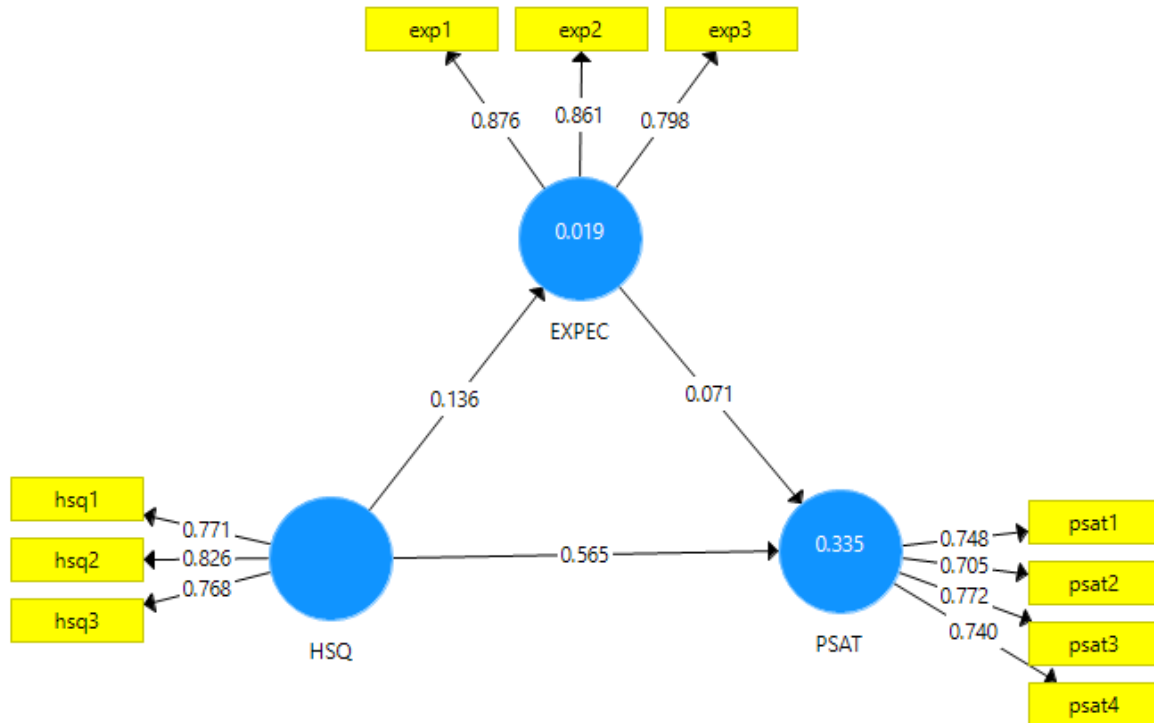 exp1 exp2 exp3
0.876 0.861 0.798
0.019
EXPEC
0.136 0.071
hsq1
0.771
hsq2
0.826
hsq3
0.768
HSQ
0.565
0.335
PSAT
psat1
0.748
psat2
0.705
psat3
0.772
psat4
0.740